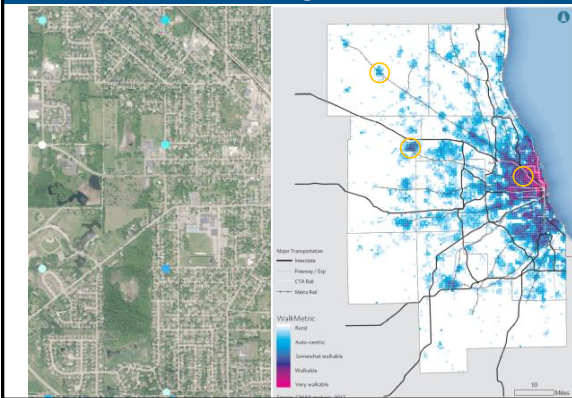 Major Transportation
Interstate
Freeway / Exp
CTA Rail
Metra Rail
WalkMetric
Rural
Auto-centric
Somewhat walkable
Walkable
Very walkable
10
Miles